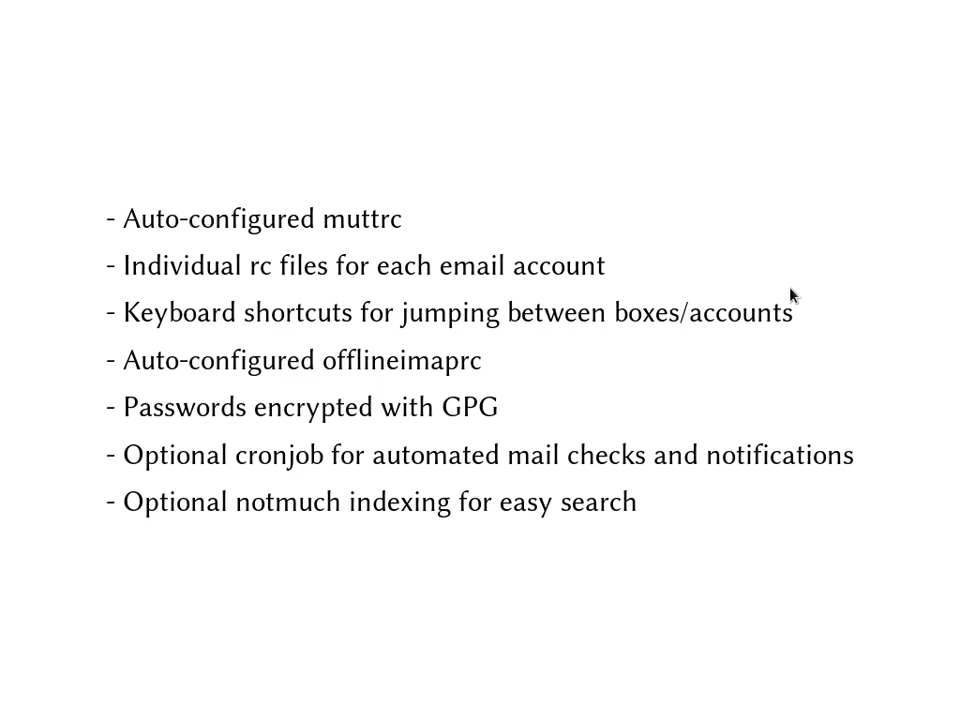 - Auto-configured muttrc
- Individual rc files for each email account
- Keyboard shortcuts for jumping between boxes/accounts
- Auto-configured offlineimaprc
- Passwords encrypted with GPG
- Optional cronjob for automated mail checks and notifications
- Optional notmuch indexing for easy search